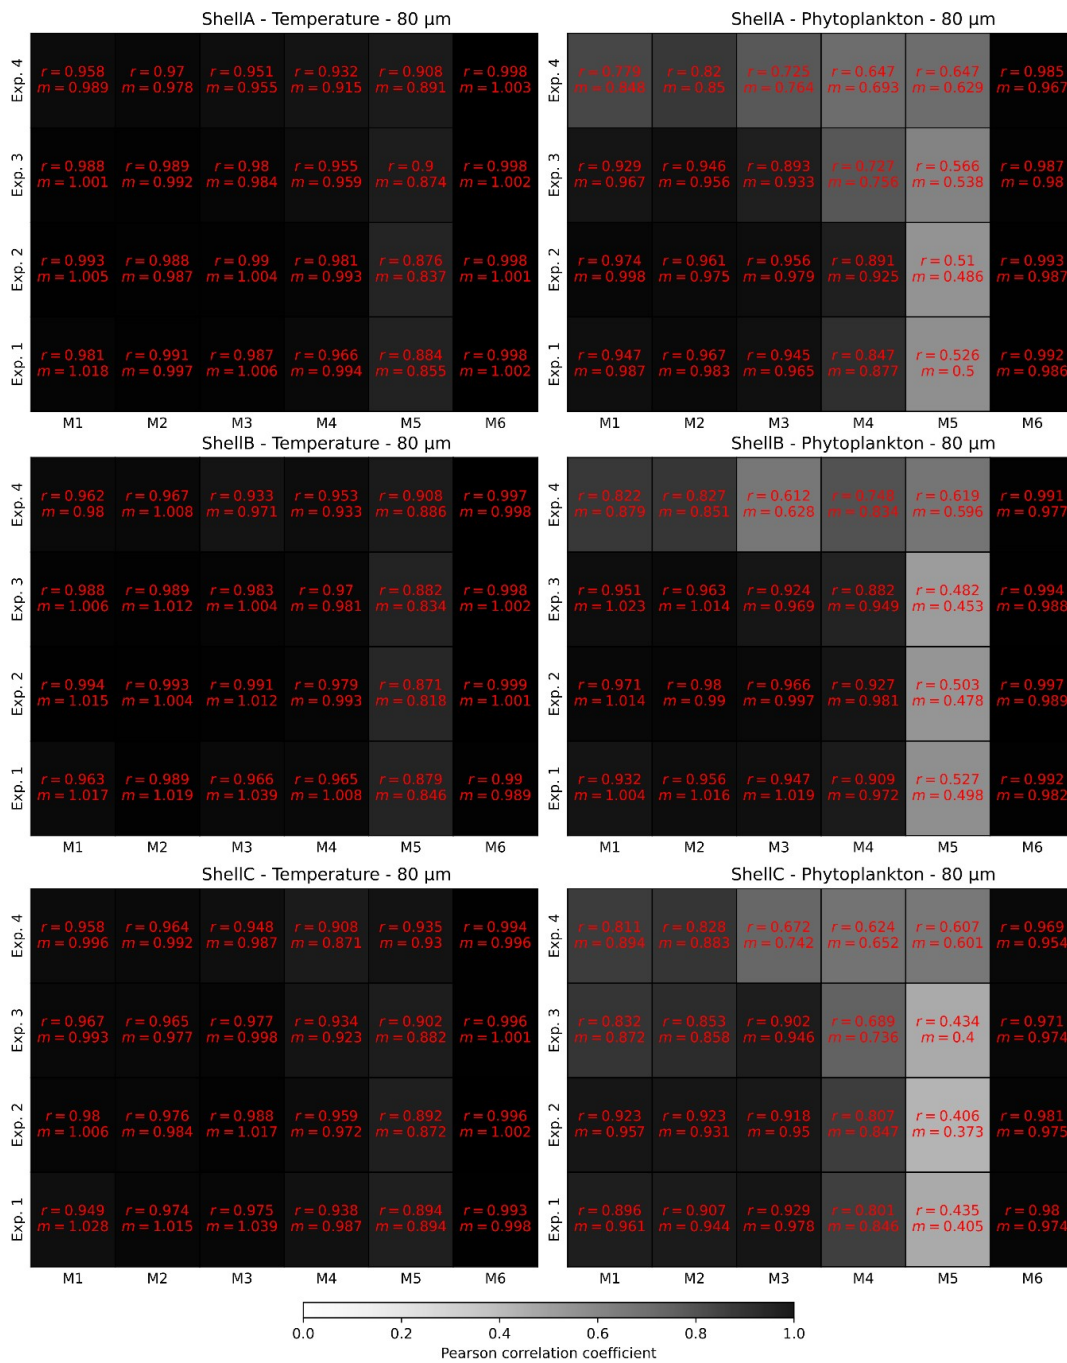 ShellA - Temperature - 80 µm
Exp. 4
r = 0.958 r = 0.97 r = 0.951 r = 0.932 r = 0.908 r = 0.998
m = 0.989 m = 0.978 m = 0.955 m = 0.915 m = 0.891 m = 1.003
Exp. 3
r = 0.988 r = 0.989 r = 0.98 r = 0.955 r = 0.9 r = 0.998
m = 1.001 m = 0.992 m = 0.984 m = 0.959 m = 0.874 m = 1.002
Exp. 2
r = 0.993 r = 0.988 r = 0.99 r = 0.981 r = 0.876 r = 0.998
m = 1.005 m = 0.987 m = 1.004 m = 0.993 m = 0.837 m = 1.001
Exp. 1
r = 0.981 r = 0.991 r = 0.987 r = 0.966 r = 0.884 r = 0.998
m = 1.018 m = 0.997 m = 1.006 m = 0.994 m = 0.855 m = 1.002
M1 M2 M3 M4 M5 M6
ShellA - Phytoplankton - 80 µm
Exp. 4
r = 0.779 r = 0.82 r = 0.725 r = 0.647 r = 0.647 r = 0.985
m = 0.848 m = 0.85 m = 0.764 m = 0.693 m = 0.629 m = 0.967
Exp. 3
r = 0.929 r = 0.946 r = 0.893 r = 0.727 r = 0.566 r = 0.987
m = 0.967 m = 0.956 m = 0.933 m = 0.756 m = 0.538 m = 0.98
Exp. 2
r = 0.974 r = 0.961 r = 0.956 r = 0.891 r = 0.51 r = 0.993
m = 0.998 m = 0.975 m = 0.979 m = 0.925 m = 0.486 m = 0.987
Exp. 1
r = 0.947 r = 0.967 r = 0.945 r = 0.847 r = 0.526 r = 0.992
m = 0.987 m = 0.983 m = 0.965 m = 0.877 m = 0.5 m = 0.986
M1 M2 M3 M4 M5 M6
ShellB - Temperature - 80 µm
Exp. 4
r = 0.962 r = 0.967 r = 0.933 r = 0.953 r = 0.908 r = 0.997
m = 0.98 m = 1.008 m = 0.971 m = 0.933 m = 0.886 m = 0.998
Exp. 3
r = 0.988 r = 0.989 r = 0.983 r = 0.97 r = 0.882 r = 0.998
m = 1.006 m = 1.012 m = 1.004 m = 0.981 m = 0.834 m = 1.002
Exp. 2
r = 0.994 r = 0.993 r = 0.991 r = 0.979 r = 0.871 r = 0.999
m = 1.015 m = 1.004 m = 1.012 m = 0.993 m = 0.818 m = 1.001
Exp. 1
r = 0.963 r = 0.989 r = 0.966 r = 0.965 r = 0.879 r = 0.99
m = 1.017 m = 1.019 m = 1.039 m = 1.008 m = 0.846 m = 0.989
M1 M2 M3 M4 M5 M6
ShellB - Phytoplankton - 80 µm
Exp. 4
r = 0.822 r = 0.827 r = 0.612 r = 0.748 r = 0.619 r = 0.991
m = 0.879 m = 0.851 m = 0.628 m = 0.834 m = 0.596 m = 0.977
Exp. 3
r = 0.951 r = 0.963 r = 0.924 r = 0.882 r = 0.482 r = 0.994
m = 1.023 m = 1.014 m = 0.969 m = 0.949 m = 0.453 m = 0.988
Exp. 2
r = 0.971 r = 0.98 r = 0.966 r = 0.927 r = 0.503 r = 0.997
m = 1.014 m = 0.99 m = 0.997 m = 0.981 m = 0.478 m = 0.989
Exp. 1
r = 0.932 r = 0.956 r = 0.947 r = 0.909 r = 0.527 r = 0.992
m = 1.004 m = 1.016 m = 1.019 m = 0.972 m = 0.498 m = 0.982
M1 M2 M3 M4 M5 M6
ShellC - Temperature - 80 µm
Exp. 4
r = 0.958 r = 0.964 r = 0.948 r = 0.908 r = 0.935 r = 0.994
m = 0.996 m = 0.992 m = 0.987 m = 0.871 m = 0.93 m = 0.996
Exp. 3
r = 0.967 r = 0.965 r = 0.977 r = 0.934 r = 0.902 r = 0.996
m = 0.993 m = 0.977 m = 0.998 m = 0.923 m = 0.882 m = 1.001
Exp. 2
r = 0.98 r = 0.976 r = 0.988 r = 0.959 r = 0.892 r = 0.996
m = 1.006 m = 0.984 m = 1.017 m = 0.972 m = 0.872 m = 1.002
Exp. 1
r = 0.949 r = 0.974 r = 0.975 r = 0.938 r = 0.894 r = 0.993
m = 1.028 m = 1.015 m = 1.039 m = 0.987 m = 0.894 m = 0.998
M1 M2 M3 M4 M5 M6
ShellC - Phytoplankton - 80 µm
Exp. 4
r = 0.811 r = 0.828 r = 0.672 r = 0.624 r = 0.607 r = 0.969
m = 0.894 m = 0.883 m = 0.742 m = 0.652 m = 0.601 m = 0.954
Exp. 3
r = 0.832 r = 0.853 r = 0.902 r = 0.689 r = 0.434 r = 0.971
m = 0.872 m = 0.858 m = 0.946 m = 0.736 m = 0.4 m = 0.974
Exp. 2
r = 0.923 r = 0.923 r = 0.918 r = 0.807 r = 0.406 r = 0.981
m = 0.957 m = 0.931 m = 0.95 m = 0.847 m = 0.373 m = 0.975
Exp. 1
r = 0.896 r = 0.907 r = 0.929 r = 0.801 r = 0.435 r = 0.98
m = 0.961 m = 0.944 m = 0.978 m = 0.846 m = 0.405 m = 0.974
M1 M2 M3 M4 M5 M6
0.0 0.2 0.4 0.6 0.8 1.0
Pearson correlation coefficient